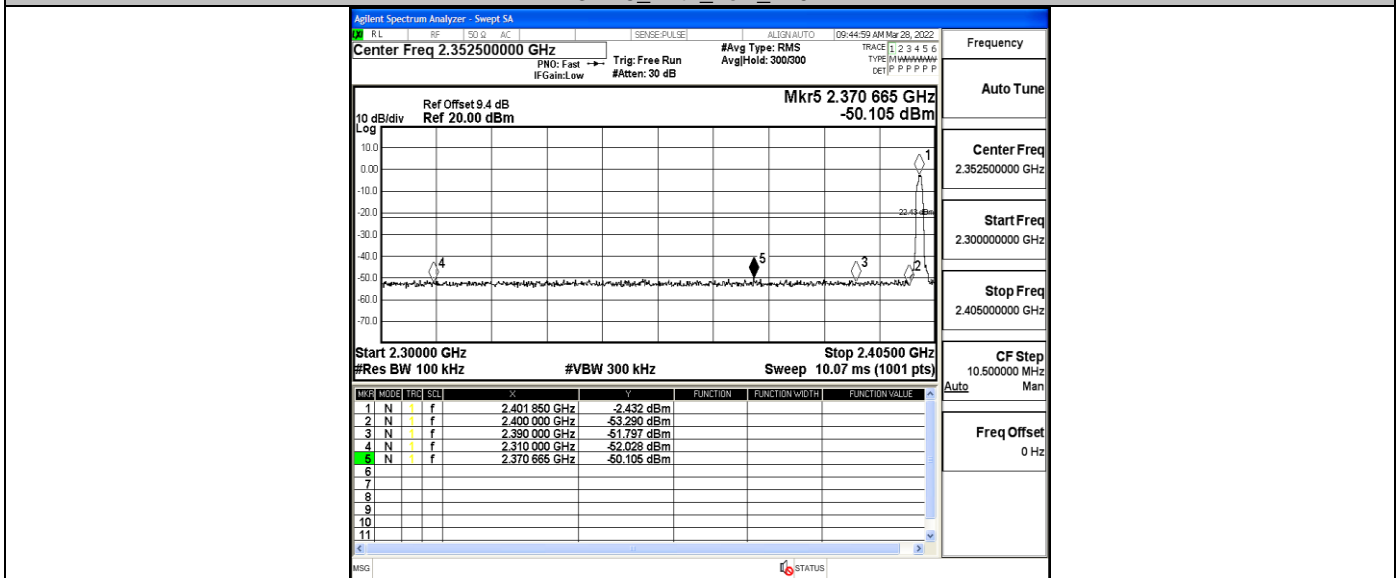 Agilent Spectrum Analyzer - Swept SA
RL RF 50 Ω AC SENSE:PULSE ALIGN AUTO 09:44:59 AM Mar 28, 2022
Center Freq 2.352500000 GHz
PNO: Fast
IFGain:Low
Trig: Free Run
#Atten: 30 dB
#Avg Type: RMS
Avg|Hold: 300/300
TRACE 1 2 3 4 5 6
TYPE M WWWWW
DET P P P P P P
Mkr5 2.370 665 GHz
-50.105 dBm
Ref Offset 9.4 dB
10 dB/div Ref 20.00 dBm
Log
10.0
0.00
-10.0
-20.0
-30.0
-40.0
-50.0
-60.0
-70.0
1
22.43 dBm
4
5
3
2
Start 2.30000 GHz Stop 2.40500 GHz
#Res BW 100 kHz #VBW 300 kHz Sweep 10.07 ms (1001 pts)
MKR MODE TRC SCL X Y FUNCTION FUNCTION WIDTH FUNCTION VALUE
1 N 1 f 2.401 850 GHz -2.432 dBm
2 N 1 f 2.400 000 GHz -53.290 dBm
3 N 1 f 2.390 000 GHz -51.797 dBm
4 N 1 f 2.310 000 GHz -52.028 dBm
5 N 1 f 2.370 665 GHz -50.105 dBm
6
7
8
9
10
11
MSG STATUS
Frequency
Auto Tune
Center Freq
2.352500000 GHz
Start Freq
2.300000000 GHz
Stop Freq
2.405000000 GHz
CF Step
10.500000 MHz
Auto Man
Freq Offset
0 Hz